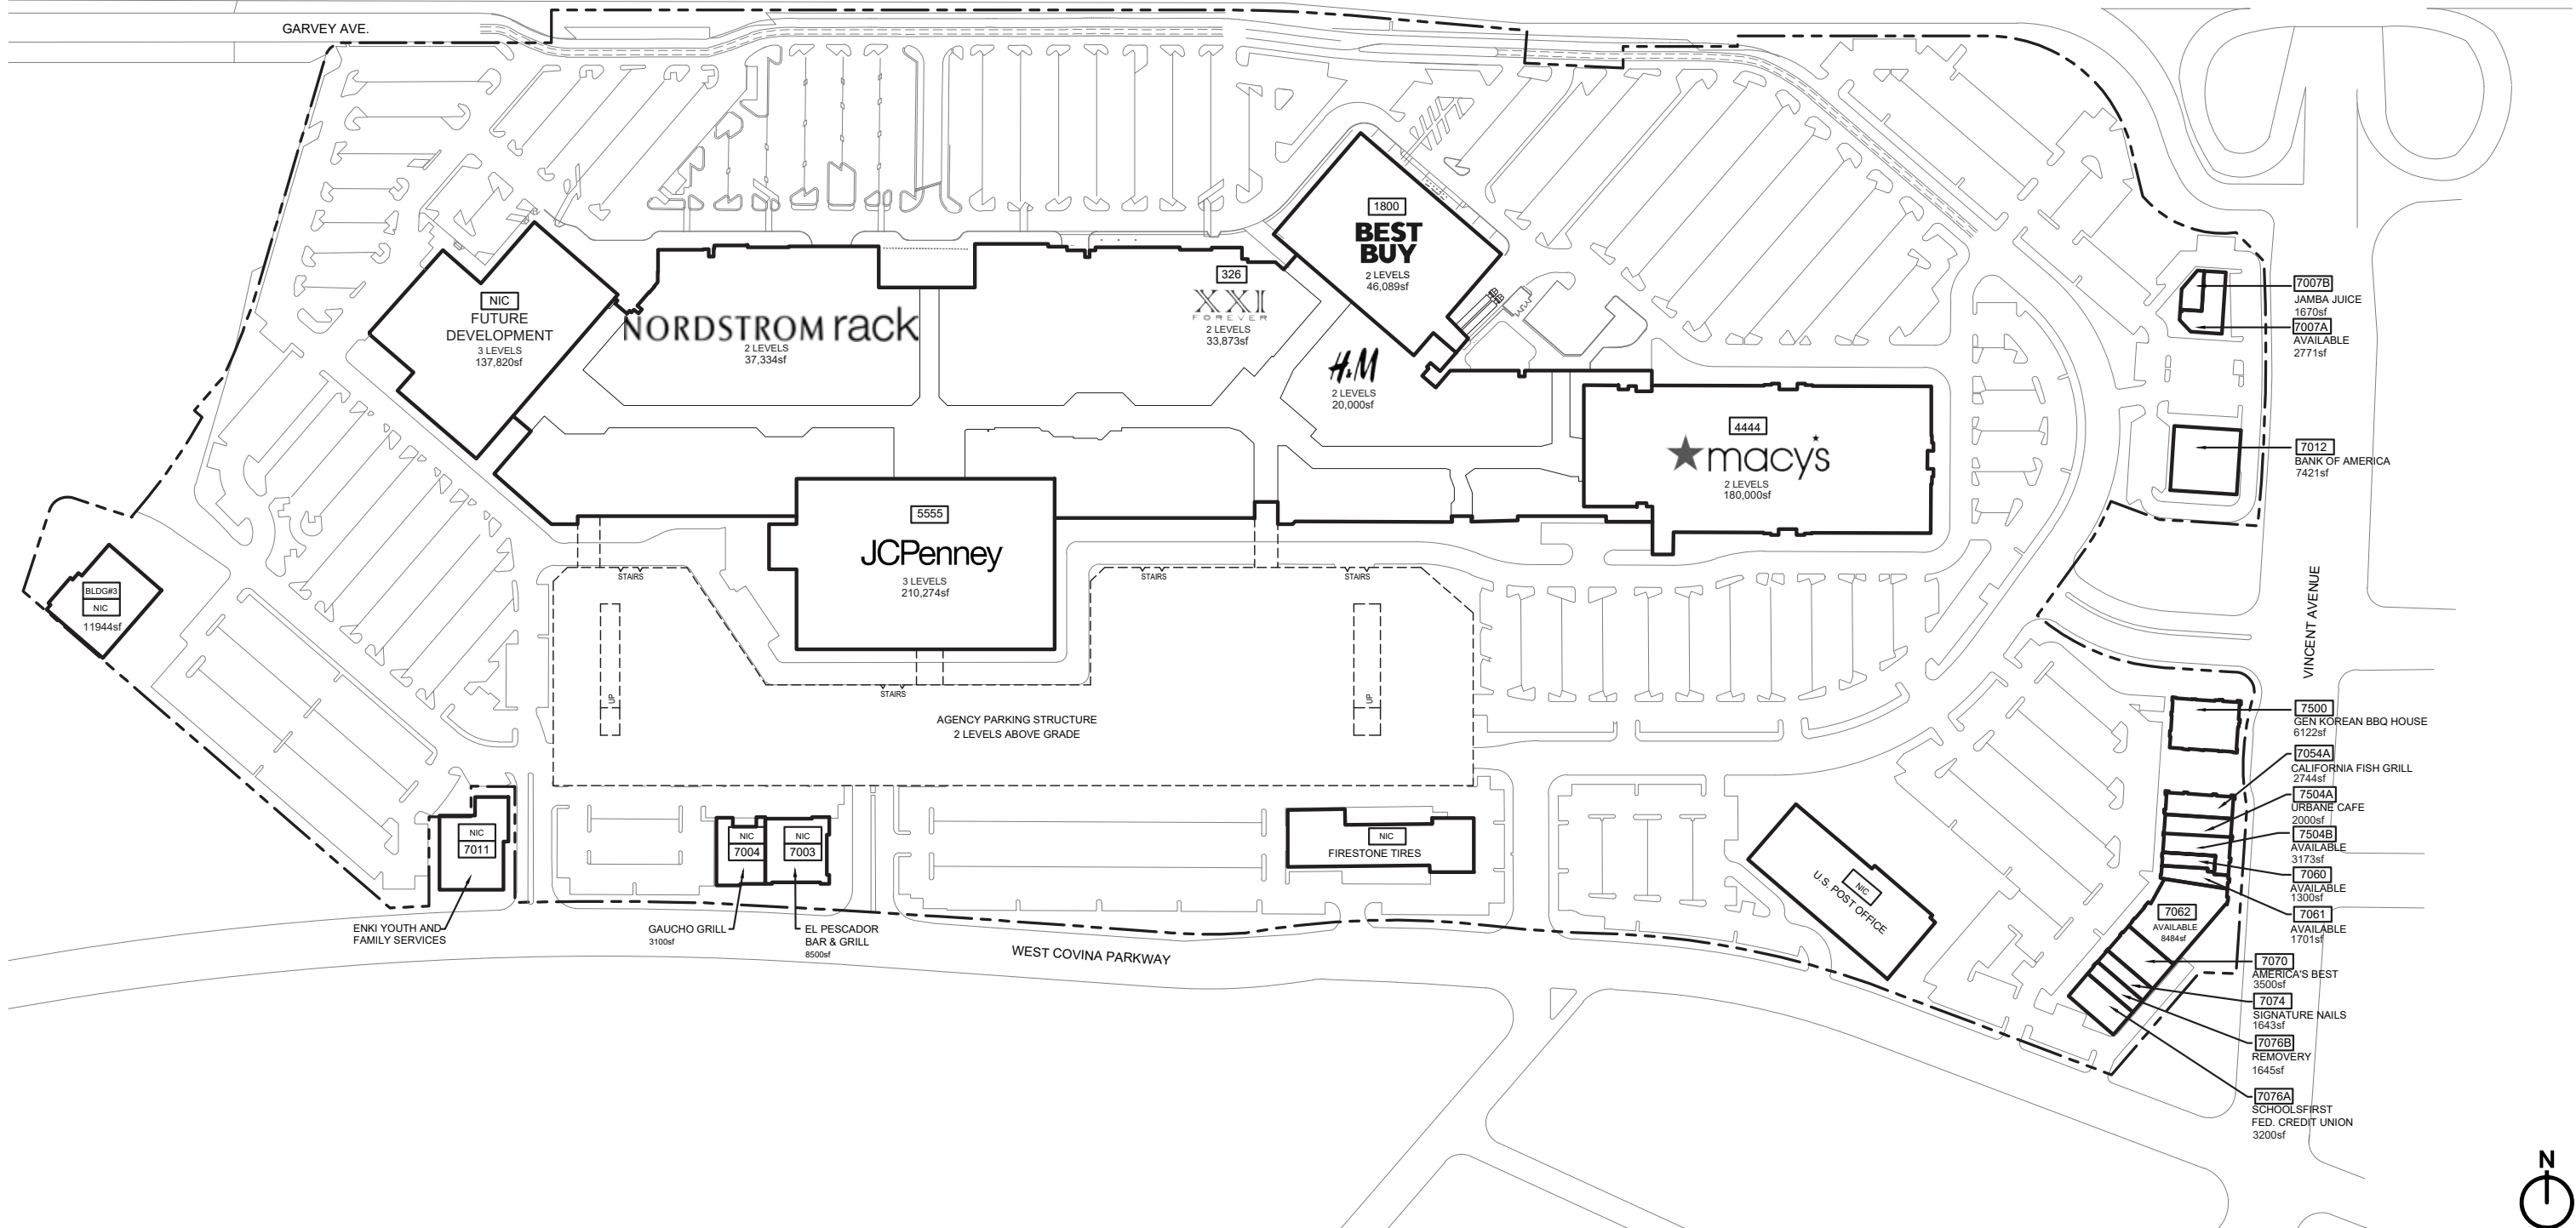 GARVEY AVE.
1800
BEST
BUY
2 LEVELS
46,089sf
NIC
FUTURE
DEVELOPMENT
3 LEVELS
137,820sf
NORDSTROM rack
2 LEVELS
37,334sf
326
XXI
FOREVER
2 LEVELS
33,873sf
H&M
2 LEVELS
20,000sf
4444
macy's
2 LEVELS
180,000sf
7007B
JAMBA JUICE
1670sf
7007A
AVAILABLE
2771sf
7012
BANK OF AMERICA
7421sf
5555
JCPenney
3 LEVELS
210,274sf
STAIRS
STAIRS
STAIRS
STAIRS
BLDG#3
NIC
11944sf
UP
UP
AGENCY PARKING STRUCTURE
2 LEVELS ABOVE GRADE
VINCENT AVENUE
7500
GEN KOREAN BBQ HOUSE
6122sf
7054A
CALIFORNIA FISH GRILL
2744sf
7504A
URBANE CAFE
2000sf
7504B
AVAILABLE
3173sf
7060
AVAILABLE
1300sf
7061
AVAILABLE
1701sf
7062
AVAILABLE
8484sf
7070
AMERICA'S BEST
3500sf
7074
SIGNATURE NAILS
1643sf
7076B
REMOVERY
1645sf
7076A
SCHOOLSFIRST
FED. CREDIT UNION
3200sf
NIC
7011
ENKI YOUTH AND
FAMILY SERVICES
NIC
7004
GAUCHO GRILL
3100sf
NIC
7003
EL PESCADOR
BAR & GRILL
8500sf
NIC
FIRESTONE TIRES
NIC
U.S. POST OFFICE
WEST COVINA PARKWAY
N